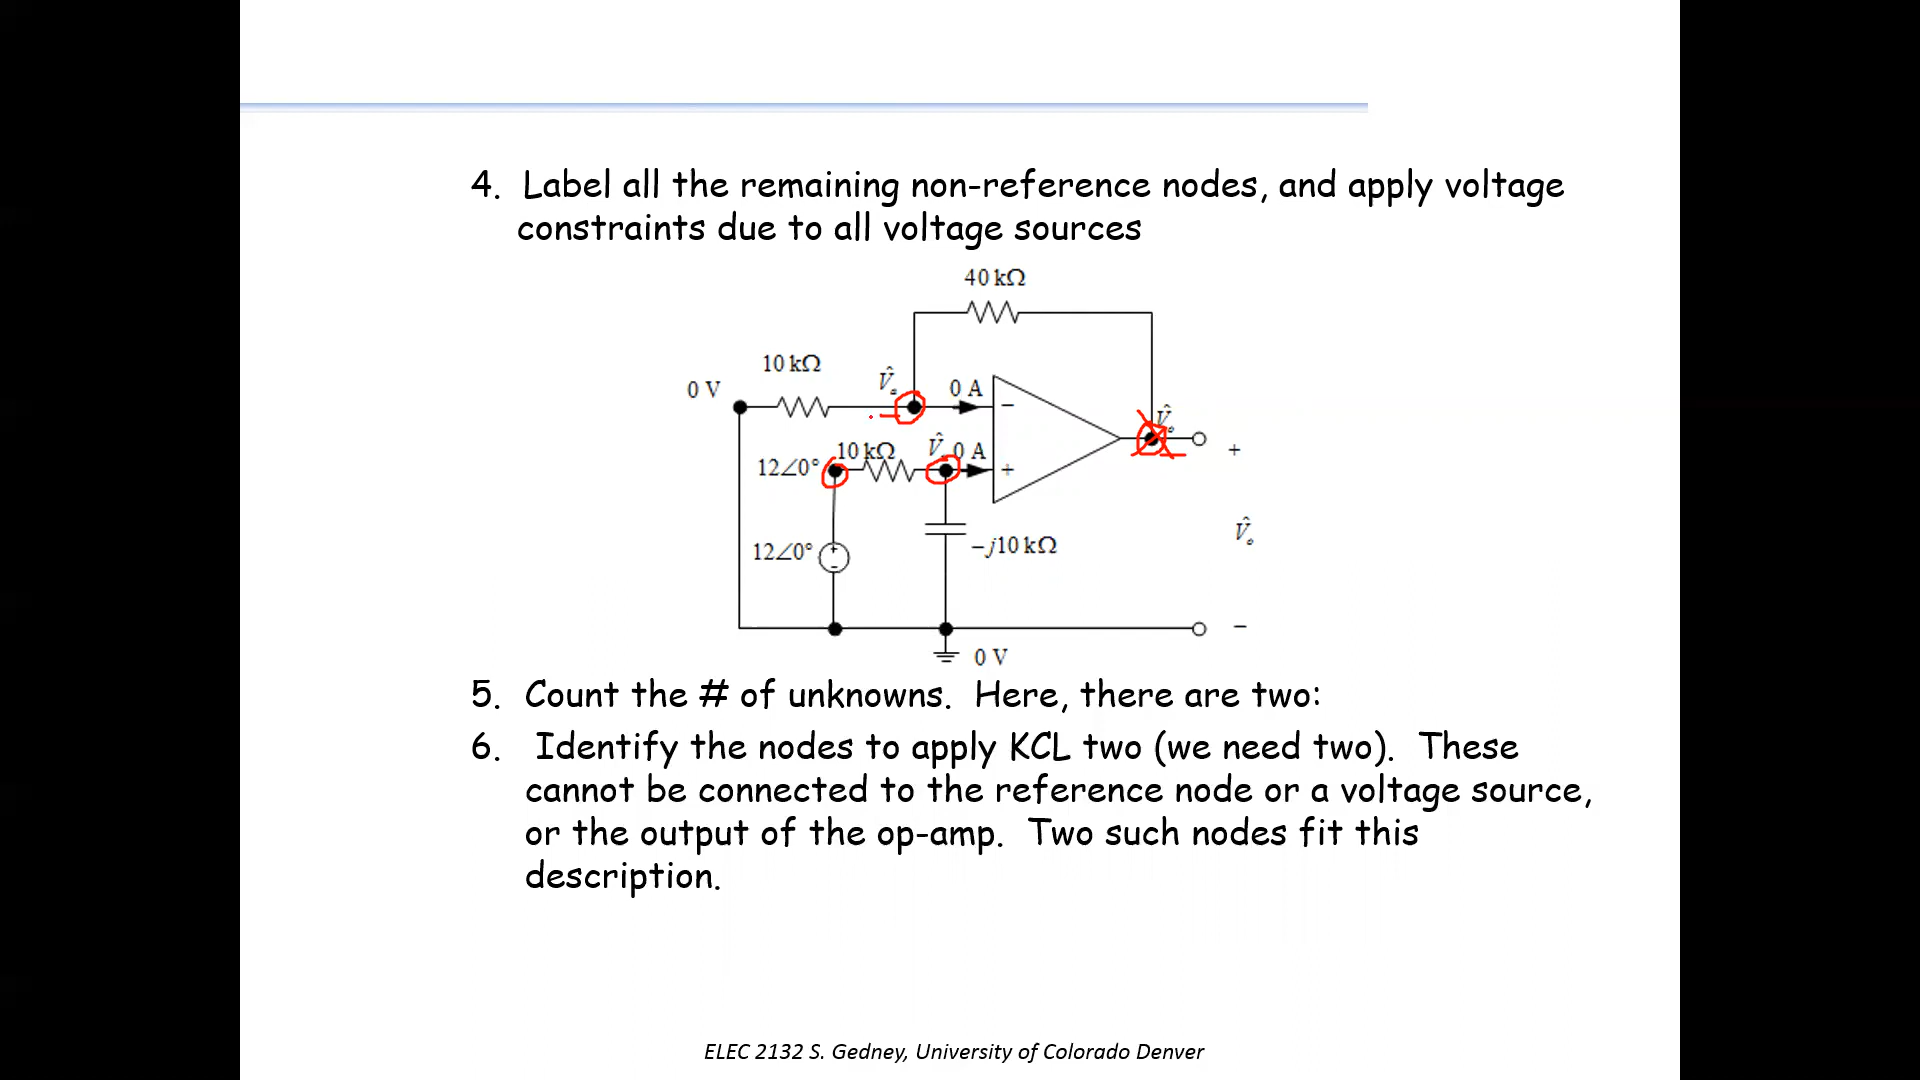 4. Label all the remaining non-reference nodes, and apply voltage
constraints due to all voltage sources
40 kΩ
10 kΩ
0 V
V̂
0 A
−
V̂ₒ
+
10 kΩ
V̂
0 A
12∠0°
+
12∠0°
+
-
−j10 kΩ
V̂ₒ
−
0 V
5. Count the # of unknowns. Here, there are two:
6. Identify the nodes to apply KCL two (we need two). These
cannot be connected to the reference node or a voltage source,
or the output of the op-amp. Two such nodes fit this
description.
ELEC 2132 S. Gedney, University of Colorado Denver